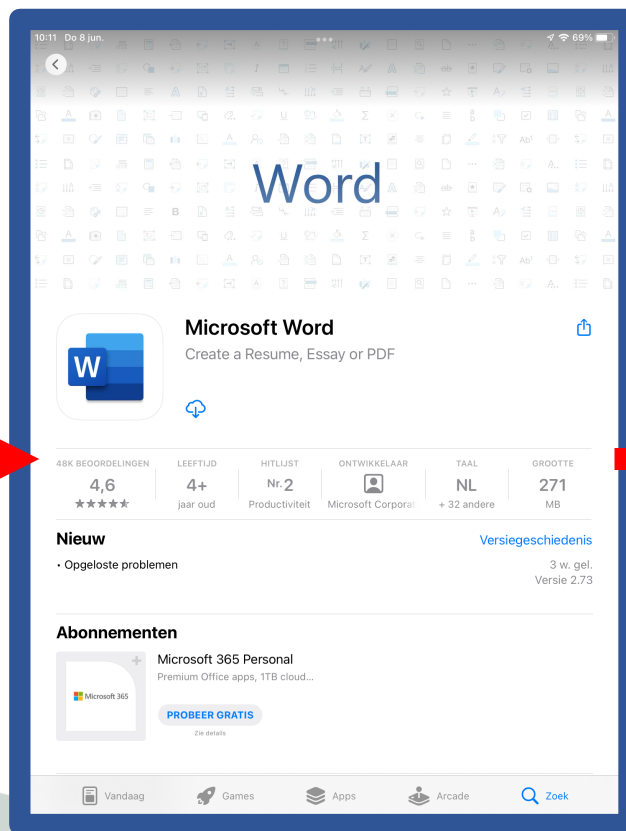 10:11 Do 8 jun.
69%
Word
Microsoft Word
Create a Resume, Essay or PDF
W
48K BEOORDELINGEN LEEFTIJD HITLIJST ONTWIKKELAAR TAAL GROOTTE
4,6 4+ Nr. 2 NL 271
jaar oud Productiviteit Microsoft Corporat + 32 andere MB
Nieuw Versiegeschiedenis
• Opgeloste problemen 3 w. gel.
Versie 2.73
Abonnementen
Microsoft 365 Personal
Premium Office apps, 1TB cloud...
Microsoft 365
PROBEER GRATIS
Zie details
Vandaag Games Apps Arcade Zoek